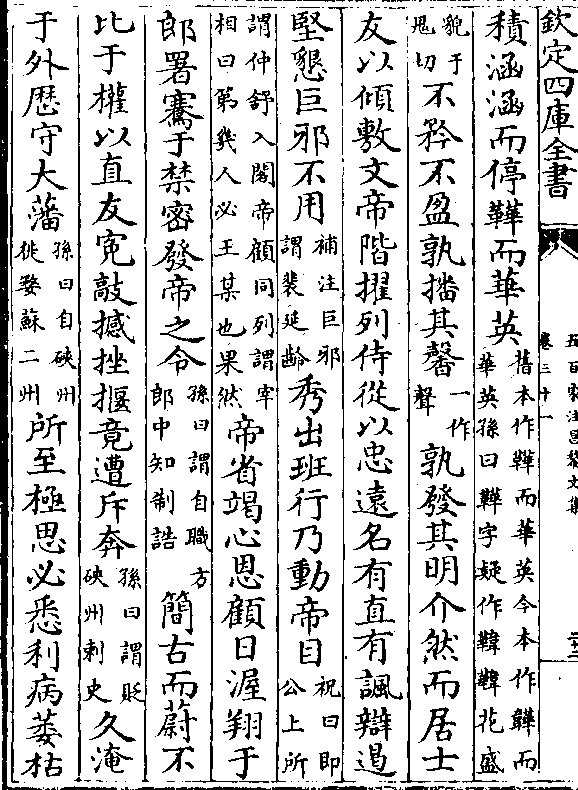 欽定四庫全書
五百家注昌黎文集
卷三十一
積涵涵而停韡而華英
舊本作韡而華英今本作韡而
華英孫曰韡字疑作韡韡花盛
貌于
鬼切
不矜不盈孰播其馨
一作
聲
孰發其明介然而居士
友以傾敷文帝階擢列侍從以忠遠名有直有諷辯遏
堅懇巨邪不用
補注巨邪
謂裴延齡
秀出班行乃動帝目
祝曰即
公上所
謂仲舒入閤帝顧同列謂宰
相曰第幾人必王某也果然
帝省竭心恩顧日渥翔于
郎署騫于禁密發帝之令
孫曰謂自職方
郎中知制誥
簡古而蔚不
比于權以直友寃敲撼挫揠竟遭斥奔
孫曰謂貶
硤州刺史
久淹
于外歴守大藩
孫曰自硤州
徙婺蘇二州
所至極思必悉利病萎枯